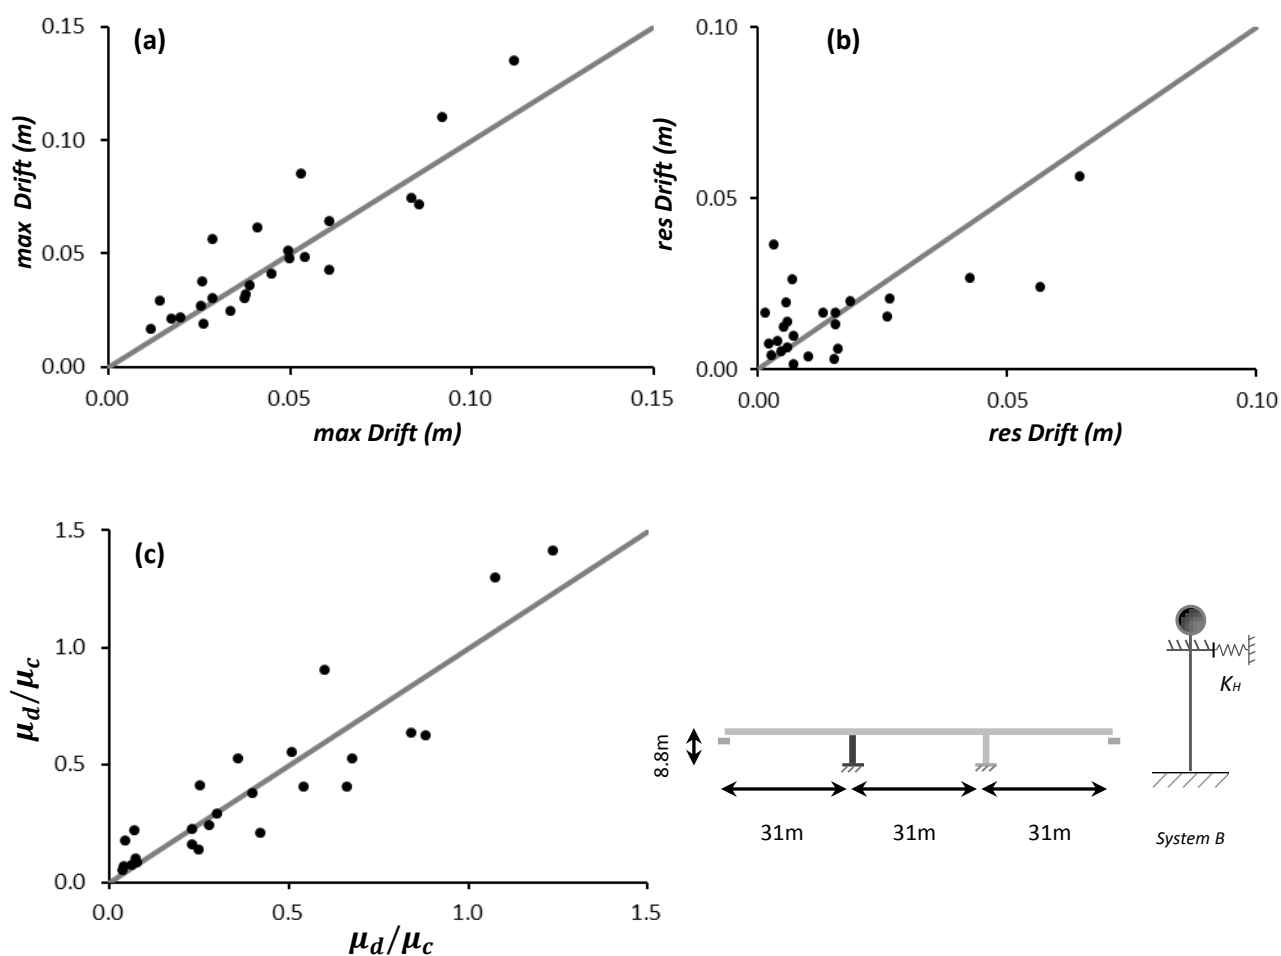 (a)
0.15
0.10
0.05
0.00
max Drift (m)
0.00 0.05 0.10 0.15
max Drift (m)
(b)
0.10
0.05
0.00
res Drift (m)
0.00 0.05 0.10
res Drift (m)
(c)
1.5
1.0
0.5
0.0
μd/μc
0.0 0.5 1.0 1.5
μd/μc
8.8m
31m 31m 31m
KH
System B